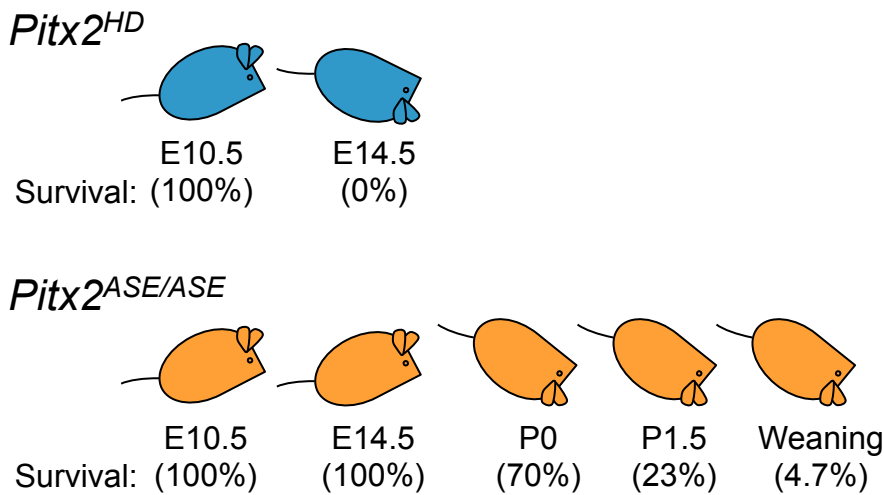 Pitx2HD
E10.5 E14.5
Survival: (100%) (0%)
Pitx2ASE/ASE
E10.5 E14.5 P0 P1.5 Weaning
Survival: (100%) (100%) (70%) (23%) (4.7%)